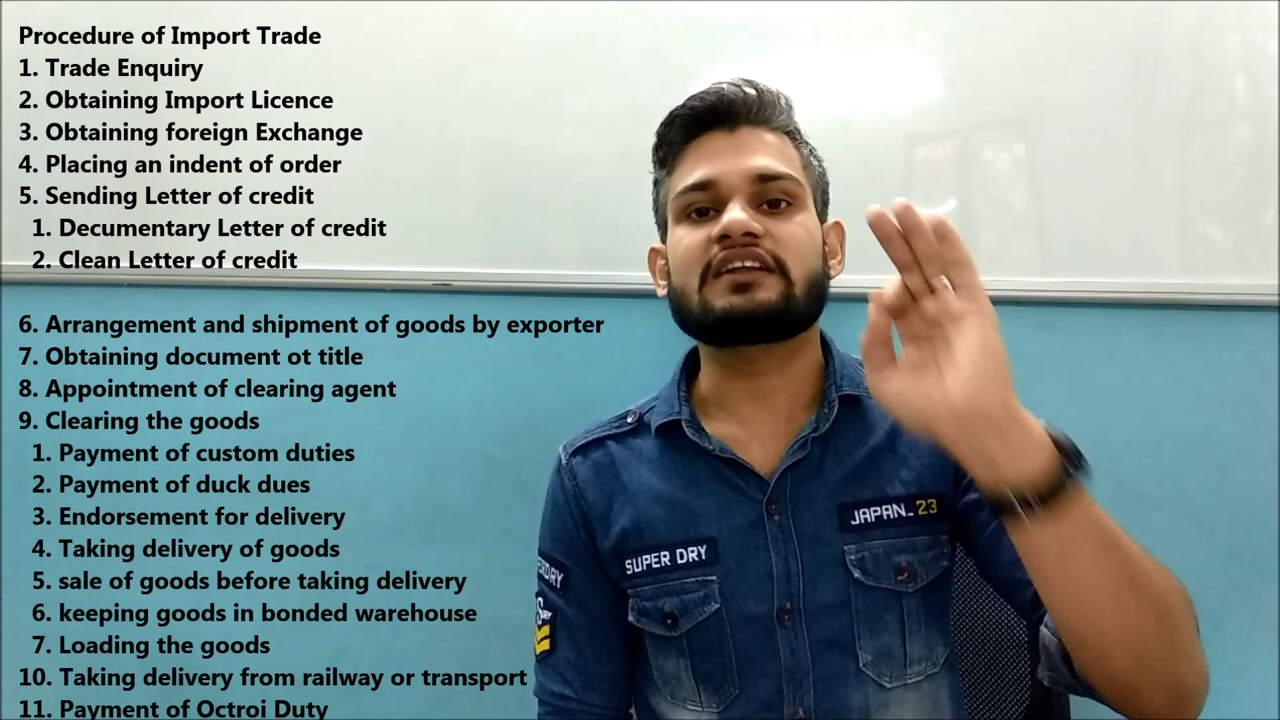 Procedure of Import Trade
1. Trade Enquiry
2. Obtaining Import Licence
3. Obtaining foreign Exchange
4. Placing an indent of order
5. Sending Letter of credit
1. Decumentary Letter of credit
2. Clean Letter of credit
6. Arrangement and shipment of goods by exporter
7. Obtaining document ot title
8. Appointment of clearing agent
9. Clearing the goods
1. Payment of custom duties
2. Payment of duck dues
3. Endorsement for delivery
4. Taking delivery of goods
5. sale of goods before taking delivery
6. keeping goods in bonded warehouse
7. Loading the goods
10. Taking delivery from railway or transport
11. Payment of Octroi Duty
JAPAN_23
SUPER DRY